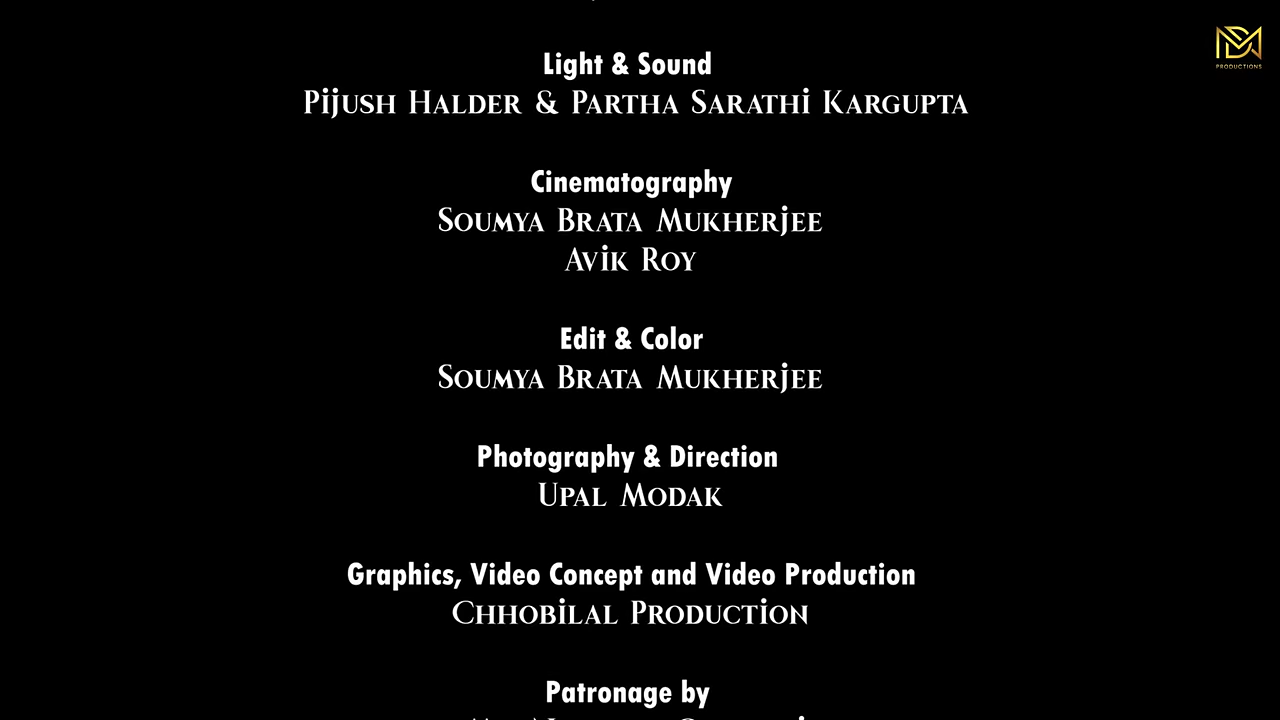 Light & Sound
Pijush Halder & Partha Sarathi Kargupta
Cinematography
Soumya Brata Mukherjee
Avik Roy
Edit & Color
Soumya Brata Mukherjee
Photography & Direction
Upal Modak
Graphics, Video Concept and Video Production
Chhobilal Production
Patronage by
PRODUCTIONS